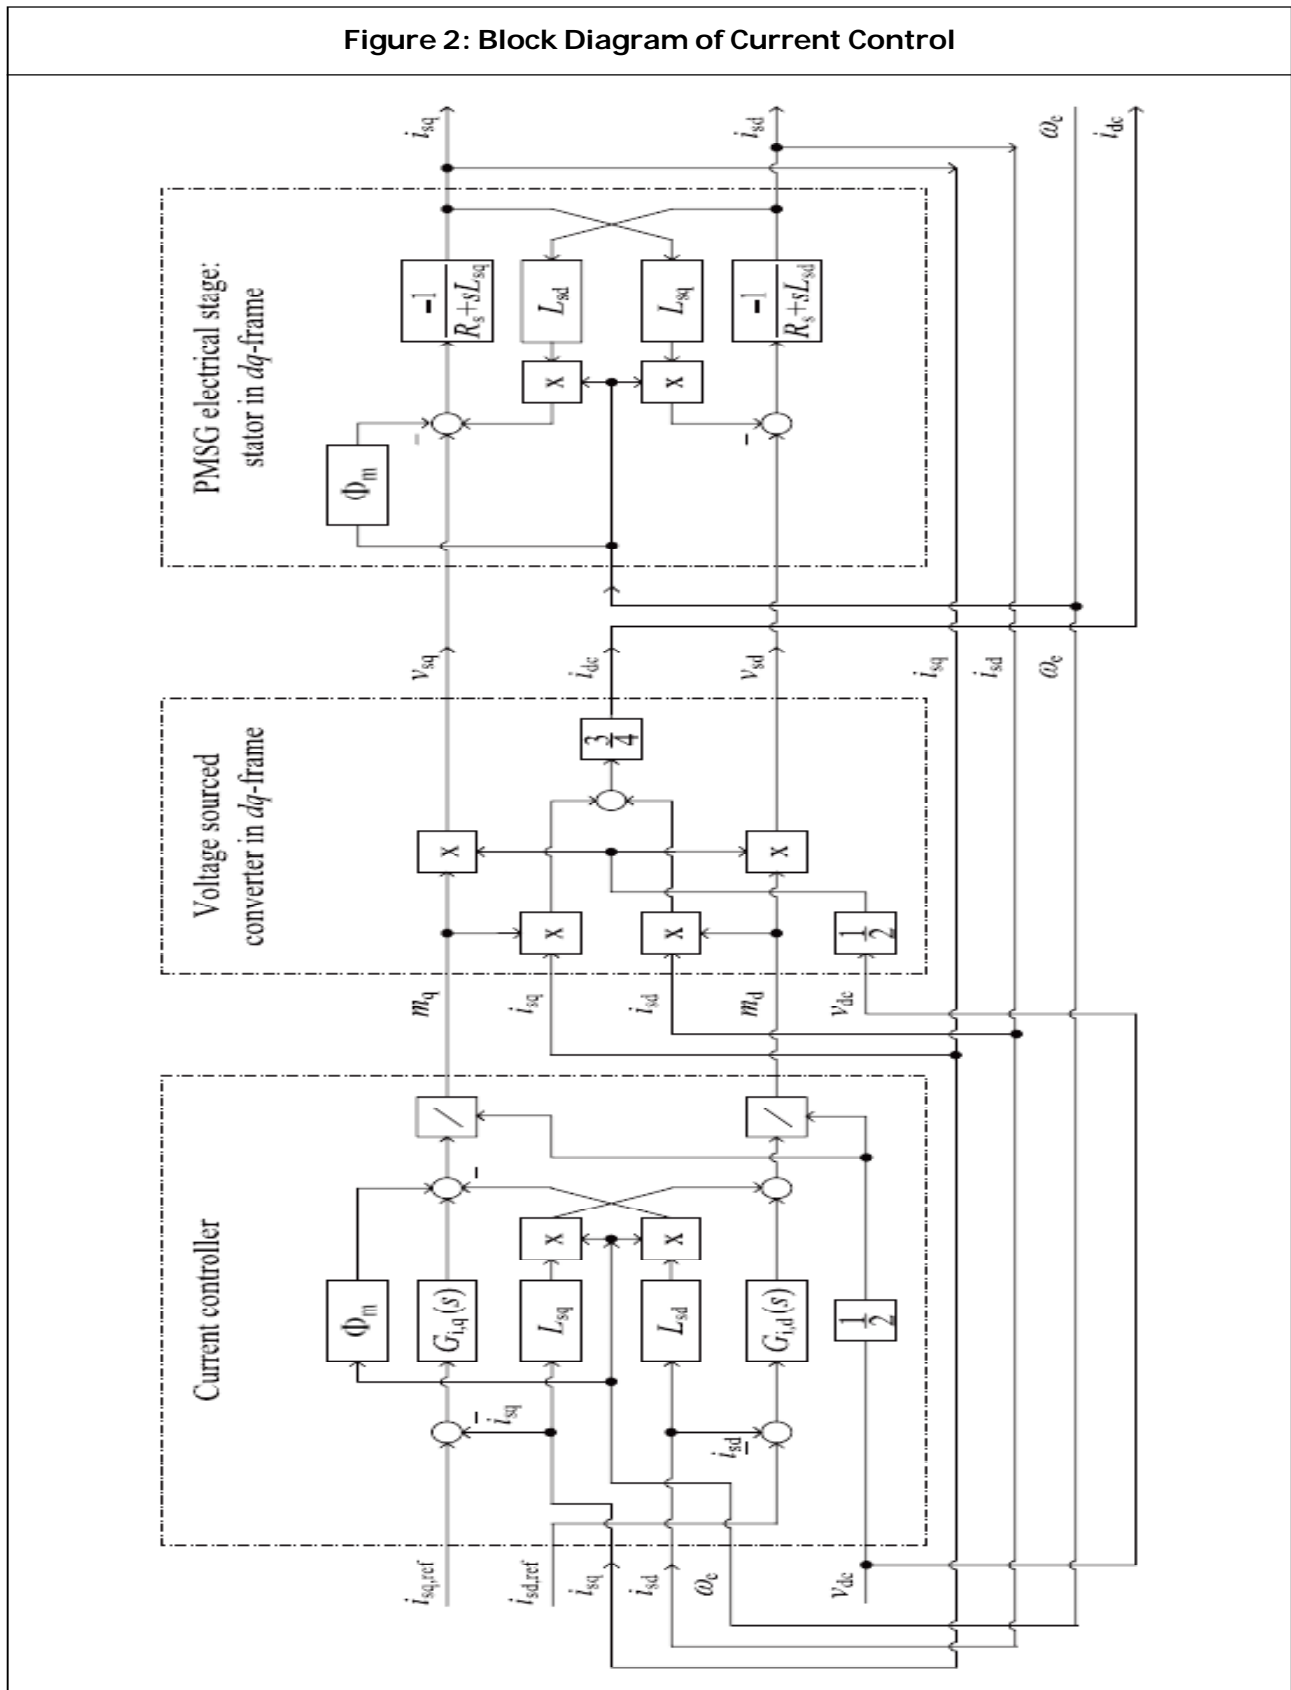 Figure 2: Block Diagram of Current Control
Current controller
i_sq,ref
i_sd,ref
i_sq
i_sd
ω_e
v_dc
i_sq
–
i_sd
–
Φ_m
G_i,q(s)
L_sq
L_sd
G_i,d(s)
1/2
x
x
–
/
/
m_q
i_sq
i_sd
m_d
v_dc
Voltage sourced
converter in dq-frame
x
x
1/2
x
x
3/4
v_sq
i_dc
v_sd
i_sq
i_sd
ω_e
PMSG electrical stage:
stator in dq-frame
Φ_m
–
–
x
x
–1/(R_s+sL_sq)
L_sd
L_sq
–1/(R_s+sL_sd)
i_sq
i_sd
ω_e
i_dc